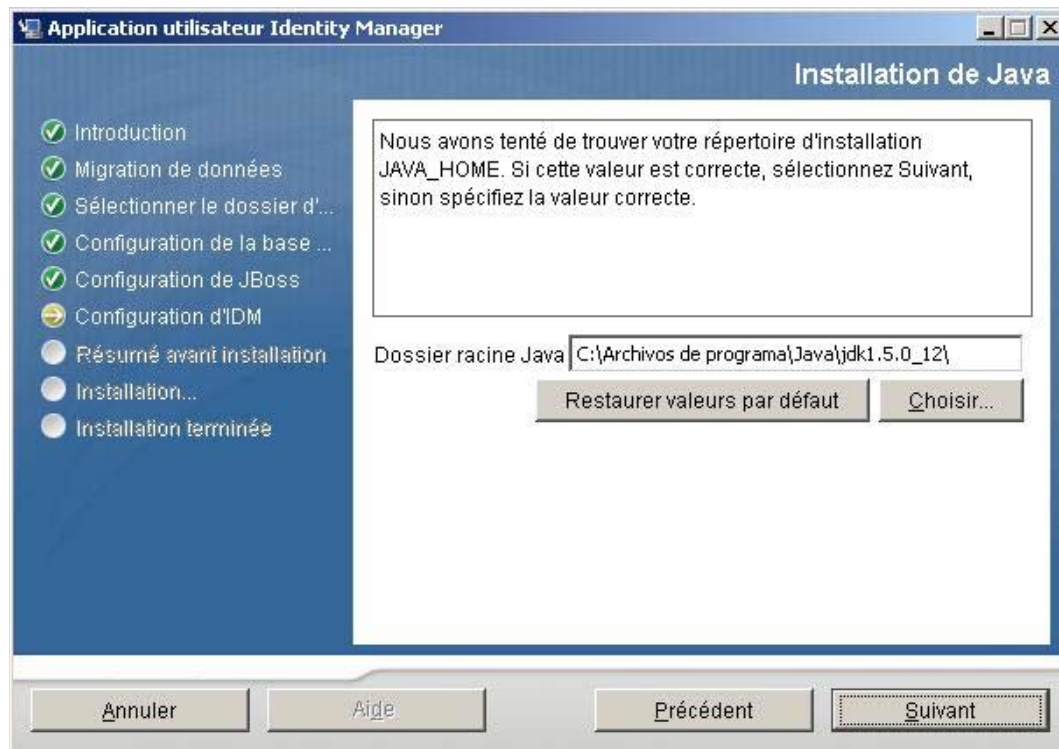 Application utilisateur Identity Manager
Installation de Java
Introduction
Migration de données
Sélectionner le dossier d'...
Configuration de la base ...
Configuration de JBoss
Configuration d'IDM
Résumé avant installation
Installation...
Installation terminée
Nous avons tenté de trouver votre répertoire d'installation
JAVA_HOME. Si cette valeur est correcte, sélectionnez Suivant,
sinon spécifiez la valeur correcte.
Dossier racine Java C:\Archivos de programa\Java\jdk1.5.0_12\
Restaurer valeurs par défaut Choisir...
Annuler Aide Précédent Suivant